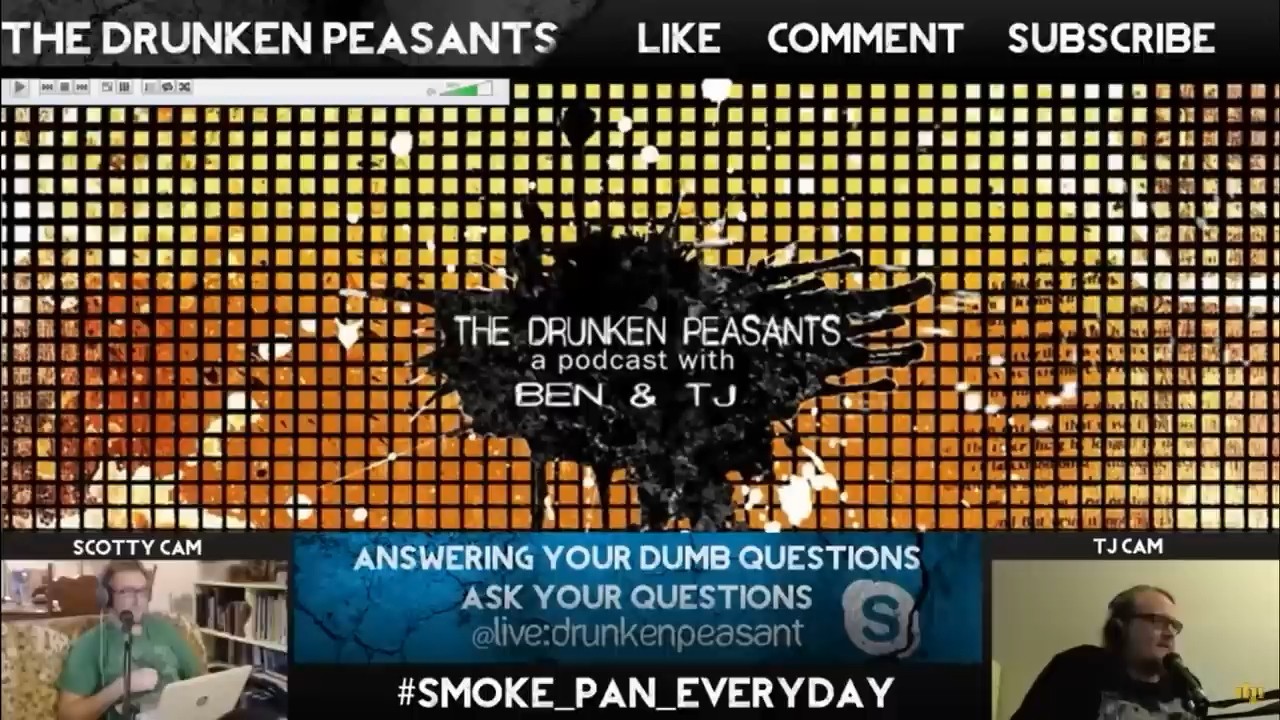 THE DRUNKEN PEASANTS LIKE COMMENT SUBSCRIBE
THE DRUNKEN PEASANTS
a podcast with
BEN & TJ
SCOTTY CAM
TJ CAM
ANSWERING YOUR DUMB QUESTIONS
ASK YOUR QUESTIONS
@live:drunkenpeasant
S
#SMOKE_PAN_EVERYDAY